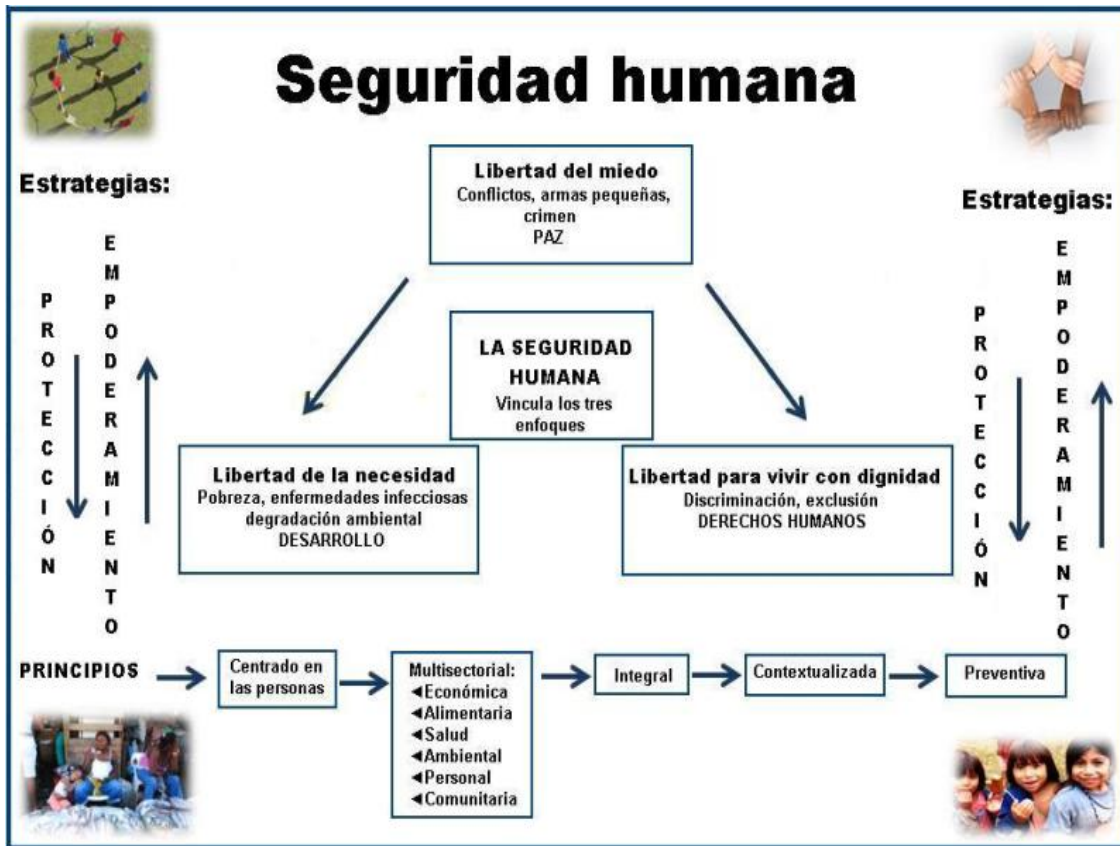 Seguridad humana
Estrategias:
PROTECCIÓN
EMPODERAMIENTO
Libertad del miedo
Conflictos, armas pequeñas,
crimen
PAZ
LA SEGURIDAD
HUMANA
Vincula los tres
enfoques
Libertad de la necesidad
Pobreza, enfermedades infecciosas
degradación ambiental
DESARROLLO
Libertad para vivir con dignidad
Discriminación, exclusión
DERECHOS HUMANOS
Estrategias:
PROTECCIÓN
EMPODERAMIENTO
PRINCIPIOS
Centrado en
las personas
Multisectorial:
◄Económica
◄Alimentaria
◄Salud
◄Ambiental
◄Personal
◄Comunitaria
Integral
Contextualizada
Preventiva